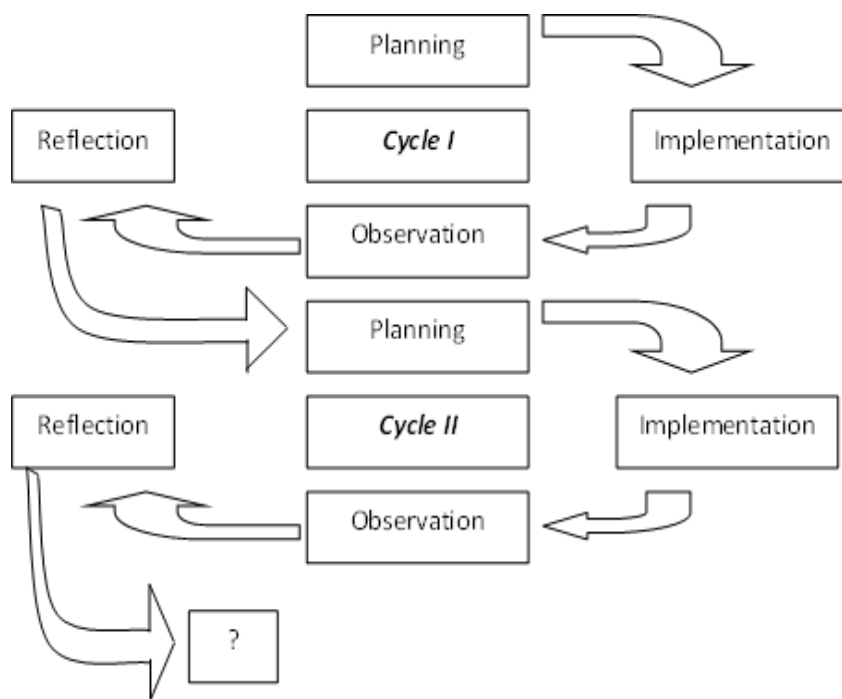 Planning
Reflection
Cycle I
Implementation
Observation
Planning
Reflection
Cycle II
Implementation
Observation
?